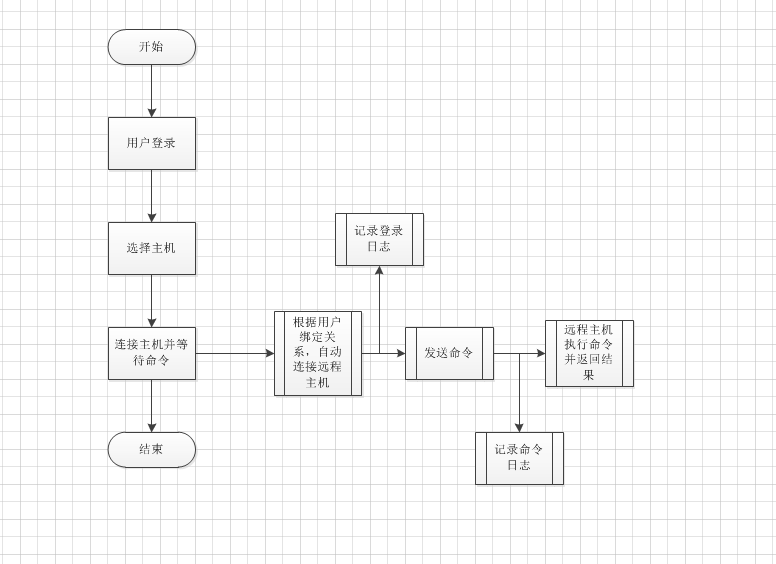 开始
用户登录
选择主机
连接主机并等
待命令
结束
根据用户
绑定关
系，自动
连接远程
主机
记录登录
日志
发送命令
记录命令
日志
远程主机
执行命令
并返回结
果